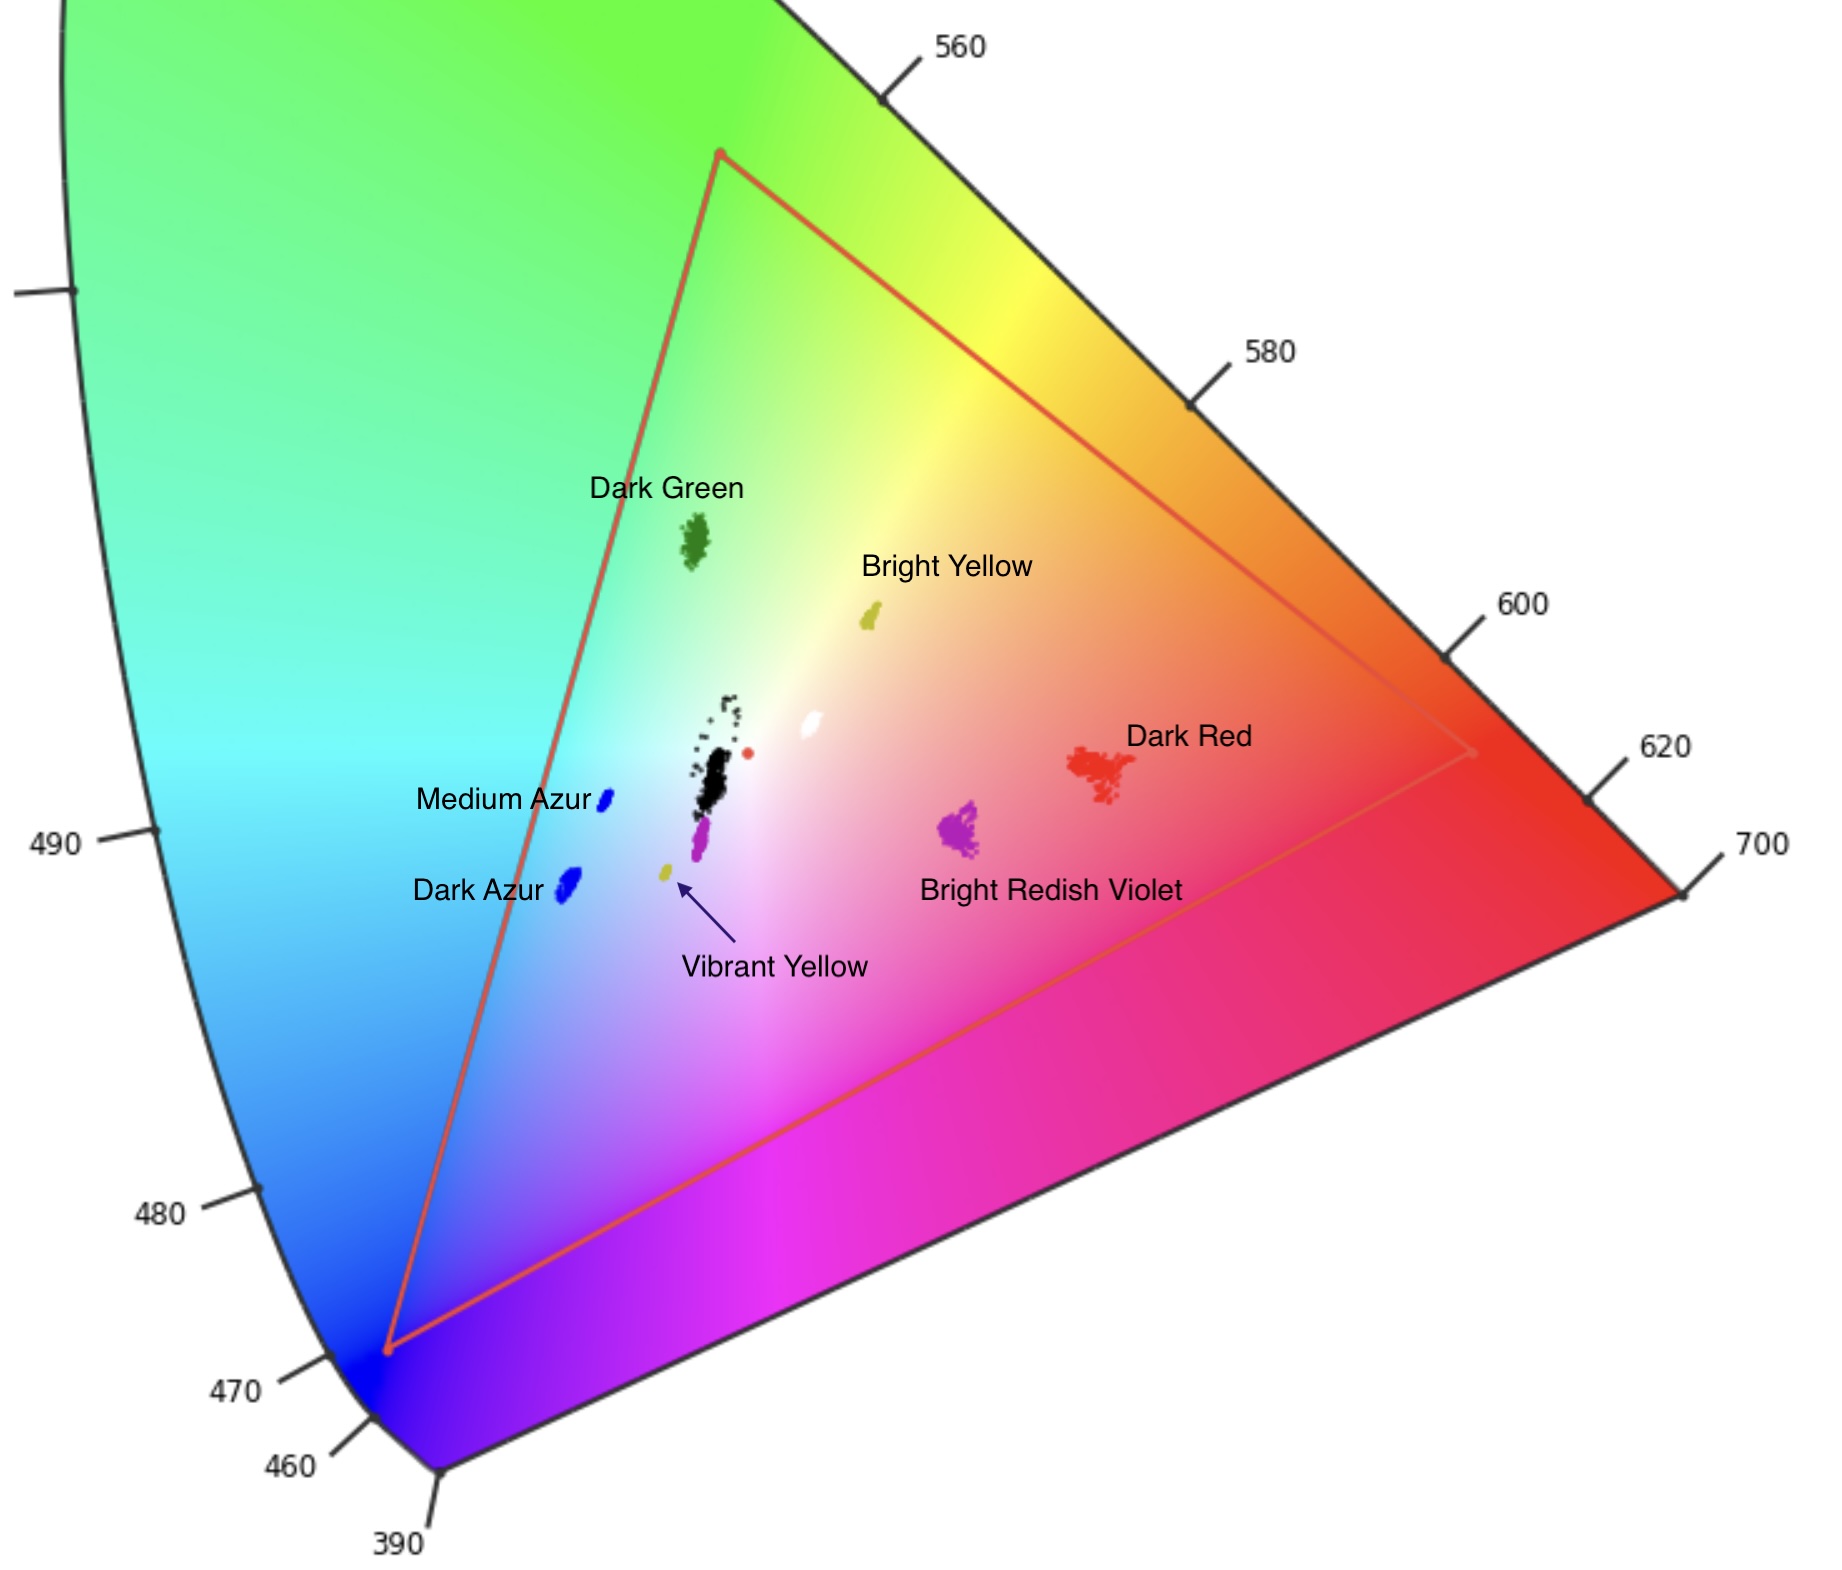 560
580
Dark Green
Bright Yellow
600
Dark Red
620
Medium Azur
490
700
Dark Azur
Bright Redish Violet
Vibrant Yellow
480
470
460
390